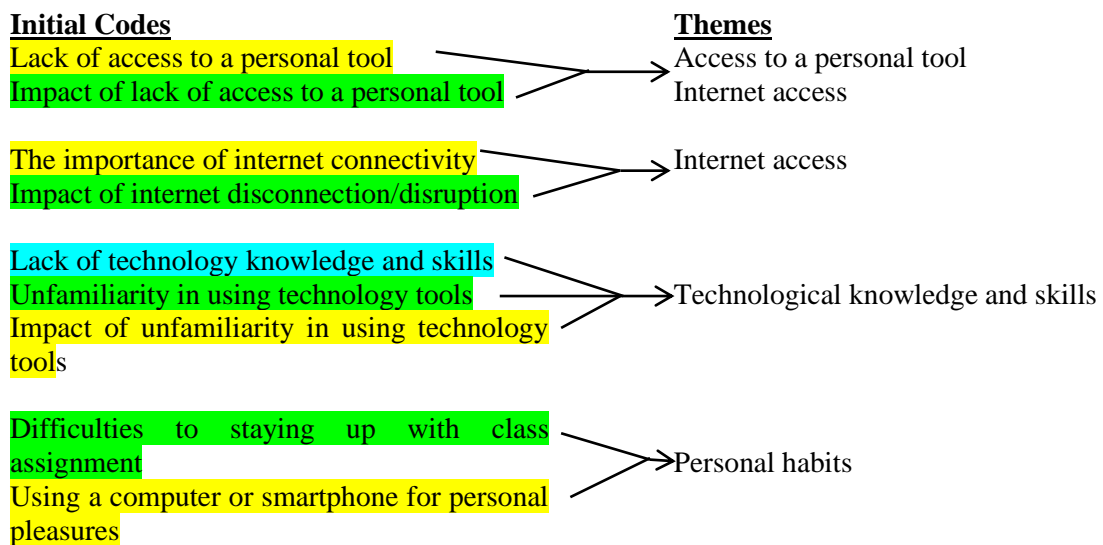 Initial Codes Themes
Lack of access to a personal tool Access to a personal tool
Impact of lack of access to a personal tool Internet access
The importance of internet connectivity Internet access
Impact of internet disconnection/disruption
Lack of technology knowledge and skills
Unfamiliarity in using technology tools Technological knowledge and skills
Impact of unfamiliarity in using technology
tools
Difficulties to staying up with class
assignment Personal habits
Using a computer or smartphone for personal
pleasures